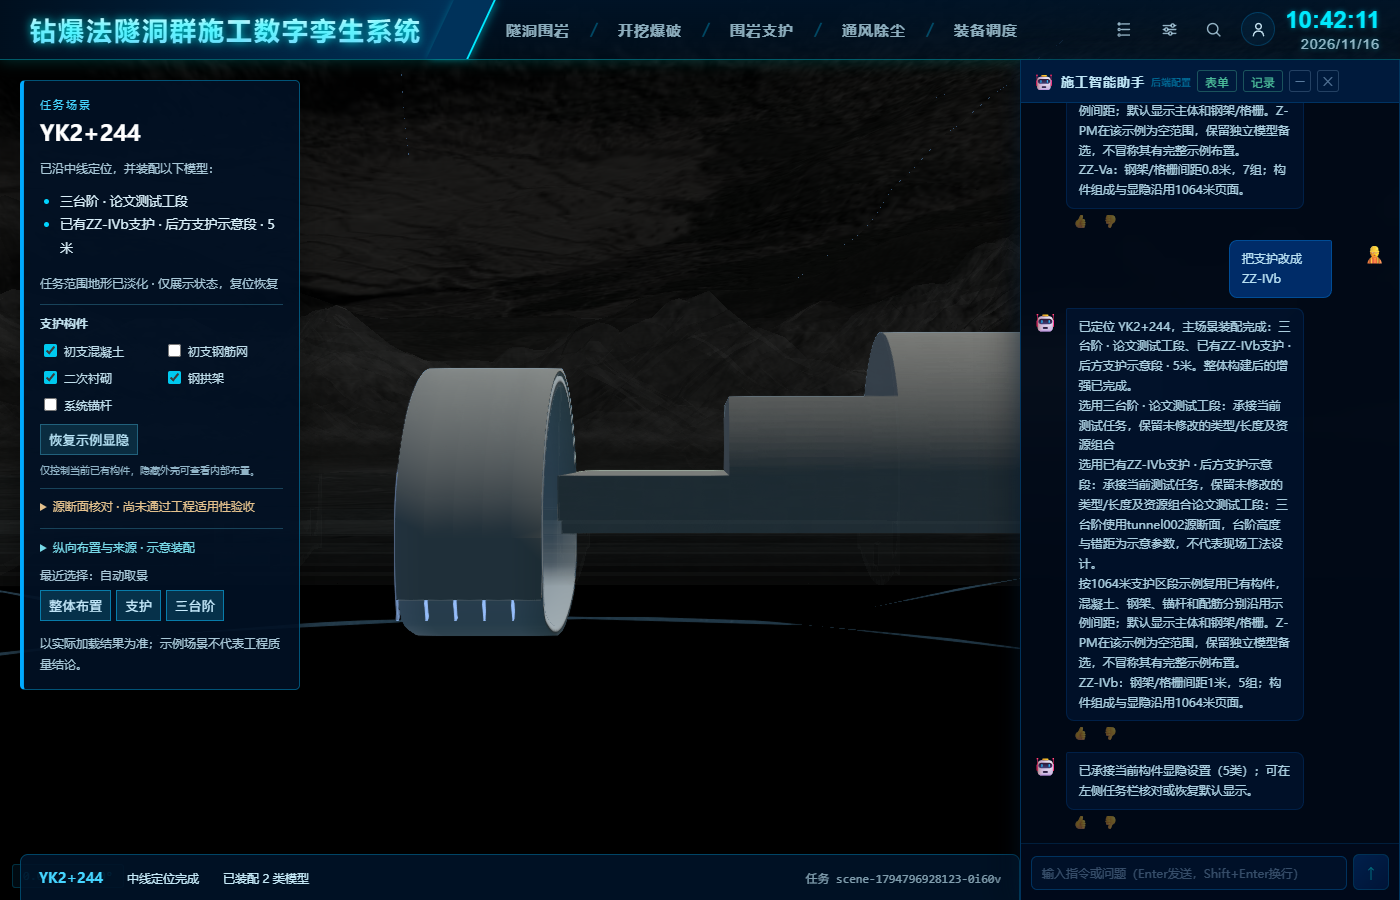 钻爆法隧洞群施工数字孪生系统
隧洞围岩 / 开挖爆破 / 围岩支护 / 通风除尘 / 装备调度
10:42:11
2026/11/16
任务场景
YK2+244
已沿中线定位，并装配以下模型：
三台阶 · 论文测试工段
已有ZZ-IVb支护 · 后方支护示意段 · 5
米
任务范围地形已淡化 · 仅展示状态，复位恢复
支护构件
初支混凝土
初支钢筋网
二次衬砌
钢拱架
系统锚杆
恢复示例显隐
仅控制当前已有构件，隐藏外壳可查看内部布置。
源断面核对 · 尚未通过工程适用性验收
纵向布置与来源 · 示意装配
最近选择：自动取景
整体布置
支护
三台阶
以实际加载结果为准；示例场景不代表工程质
量结论。
施工智能助手
后端配置
表单
记录
例间距；默认显示主体和钢架/格栅。Z-
PM在该示例为空范围，保留独立模型备
选，不冒称其有完整示例布置。
ZZ-Va：钢架/格栅间距0.8米，7组；构
件组成与显隐沿用1064米页面。
把支护改成
ZZ-IVb
已定位 YK2+244，主场景装配完成：三
台阶 · 论文测试工段、已有ZZ-IVb支护 ·
后方支护示意段 · 5米。整体构建后的增
强已完成。
选用三台阶 · 论文测试工段：承接当前
测试任务，保留未修改的类型/长度及资
源组合
选用已有ZZ-IVb支护 · 后方支护示意
段：承接当前测试任务，保留未修改的
类型/长度及资源组合论文测试工段：三
台阶使用tunnel002源断面，台阶高度
与错距为示意参数，不代表现场工法设
计。
按1064米支护区段示例复用已有构件，
混凝土、钢架、锚杆和配筋分别沿用示
例间距；默认显示主体和钢架/格栅。Z-
PM在该示例为空范围，保留独立模型备
选，不冒称其有完整示例布置。
ZZ-IVb：钢架/格栅间距1米，5组；构
件组成与显隐沿用1064米页面。
已承接当前构件显隐设置（5类）；可在
左侧任务栏核对或恢复默认显示。
输入指令或问题（Enter发送，Shift+Enter换行）
YK2+244
中线定位完成
已装配 2 类模型
任务 scene-1794796928123-0i60v